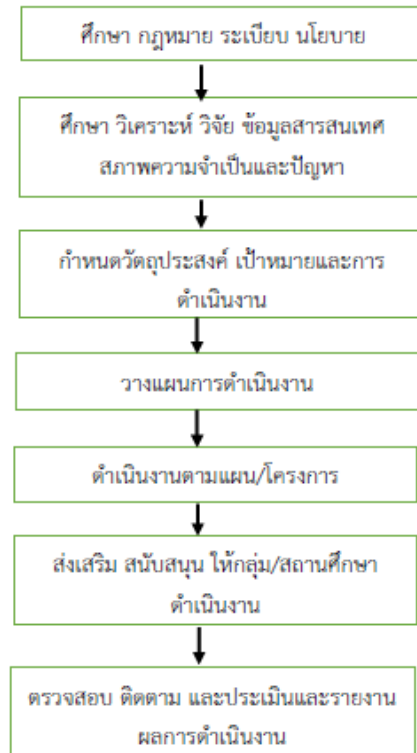 ศึกษา กฎหมาย ระเบียบ นโยบาย
ศึกษา วิเคราะห์ วิจัย ข้อมูลสารสนเทศ
สภาพความจำเป็นและปัญหา
กำหนดวัตถุประสงค์ เป้าหมายและการ
ดำเนินงาน
วางแผนการดำเนินงาน
ดำเนินงานตามแผน/โครงการ
ส่งเสริม สนับสนุน ให้กลุ่ม/สถานศึกษา
ดำเนินงาน
ตรวจสอบ ติดตาม และประเมินและรายงาน
ผลการดำเนินงาน